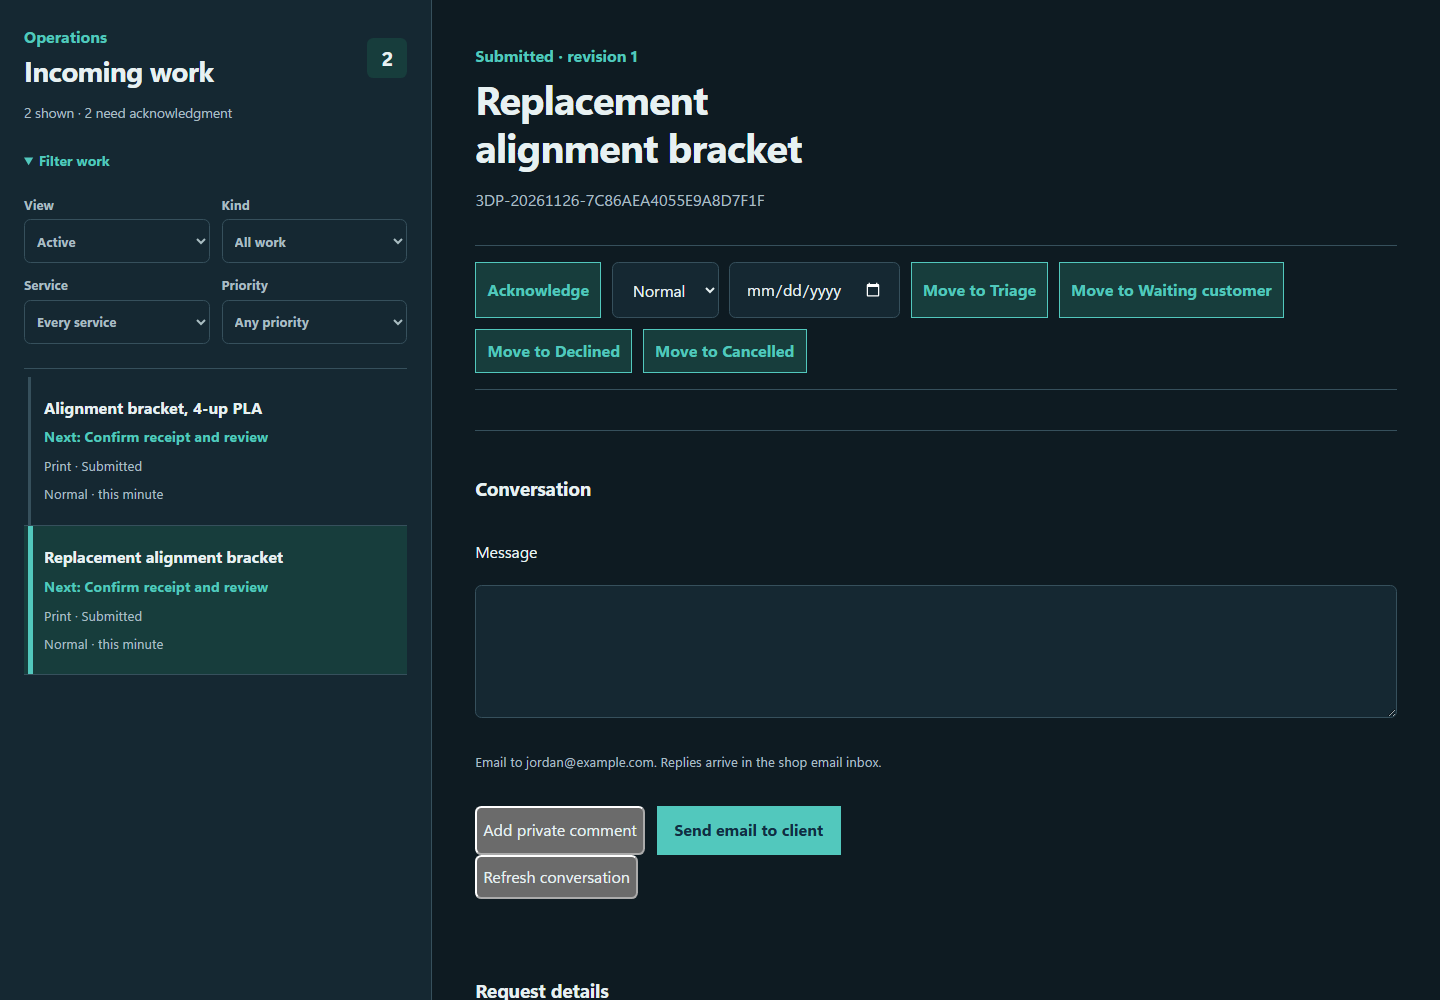 Operations
Incoming work
2
2 shown · 2 need acknowledgment
▼ Filter work
View
Kind
Active
All work
Service
Priority
Every service
Any priority
Alignment bracket, 4-up PLA
Next: Confirm receipt and review
Print · Submitted
Normal · this minute
Replacement alignment bracket
Next: Confirm receipt and review
Print · Submitted
Normal · this minute
Submitted · revision 1
Replacement
alignment bracket
3DP-20261126-7C86AEA4055E9A8D7F1F
Acknowledge
Normal
mm/dd/yyyy
Move to Triage
Move to Waiting customer
Move to Declined
Move to Cancelled
Conversation
Message
Email to jordan@example.com. Replies arrive in the shop email inbox.
Add private comment
Send email to client
Refresh conversation
Request details